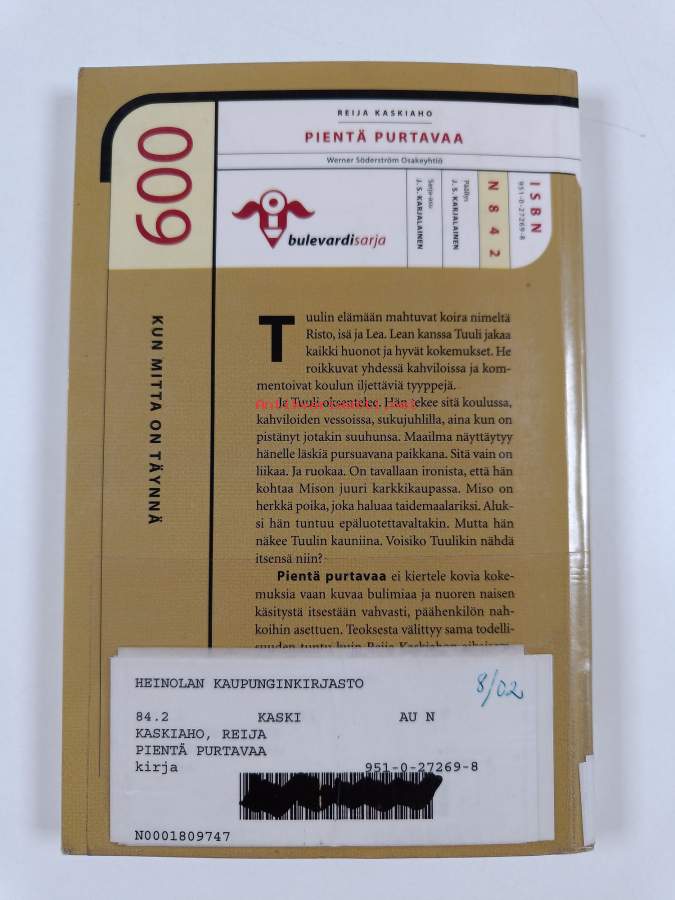 REIJA KASKIAHO
PIENTÄ PURTAVAA
Werner Söderström Osakeyhtiö
009
bulevardisarja
Sarja-asu
J. S. KARJALAINEN
Päällys
J. S. KARJALAINEN
N 8 4 2
ISBN
951-0-27269-8
KUN MITTA ON TÄYNNÄ
Tuulin elämään mahtuvat koira nimeltä
Risto, isä ja Lea. Lean kanssa Tuuli jakaa
kaikki huonot ja hyvät kokemukset. He
roikkuvat yhdessä kahviloissa ja kom-
mentoivat koulun iljettäviä tyyppejä.
Ja Tuuli oksentelee. Hän tekee sitä koulussa,
kahviloiden vessoissa, sukujuhlilla, aina kun on
pistänyt jotakin suuhunsa. Maailma näyttäytyy
hänelle läskiä pursuavana paikkana. Sitä vain on
liikaa. Ja ruokaa. On tavallaan ironista, että hän
kohtaa Mison juuri karkkikaupassa. Miso on
herkkä poika, joka haluaa taidemaalariksi. Aluk-
si hän tuntuu epäluotettavaltakin. Mutta hän
näkee Tuulin kauniina. Voisiko Tuulikin nähdä
itsensä niin?
Pientä purtavaa ei kiertele kovia koke-
muksia vaan kuvaa bulimiaa ja nuoren naisen
käsitystä itsestään vahvasti, päähenkilön nah-
koihin asettuen. Teoksesta välittyy sama todelli-
suuden tuntu kuin Reija Kaskiahon
HEINOLAN KAUPUNGINKIRJASTO
8/02
84.2 KASKI AU N
KASKIAHO, REIJA
PIENTÄ PURTAVAA
kirja 951-0-27269-8
N0001809747